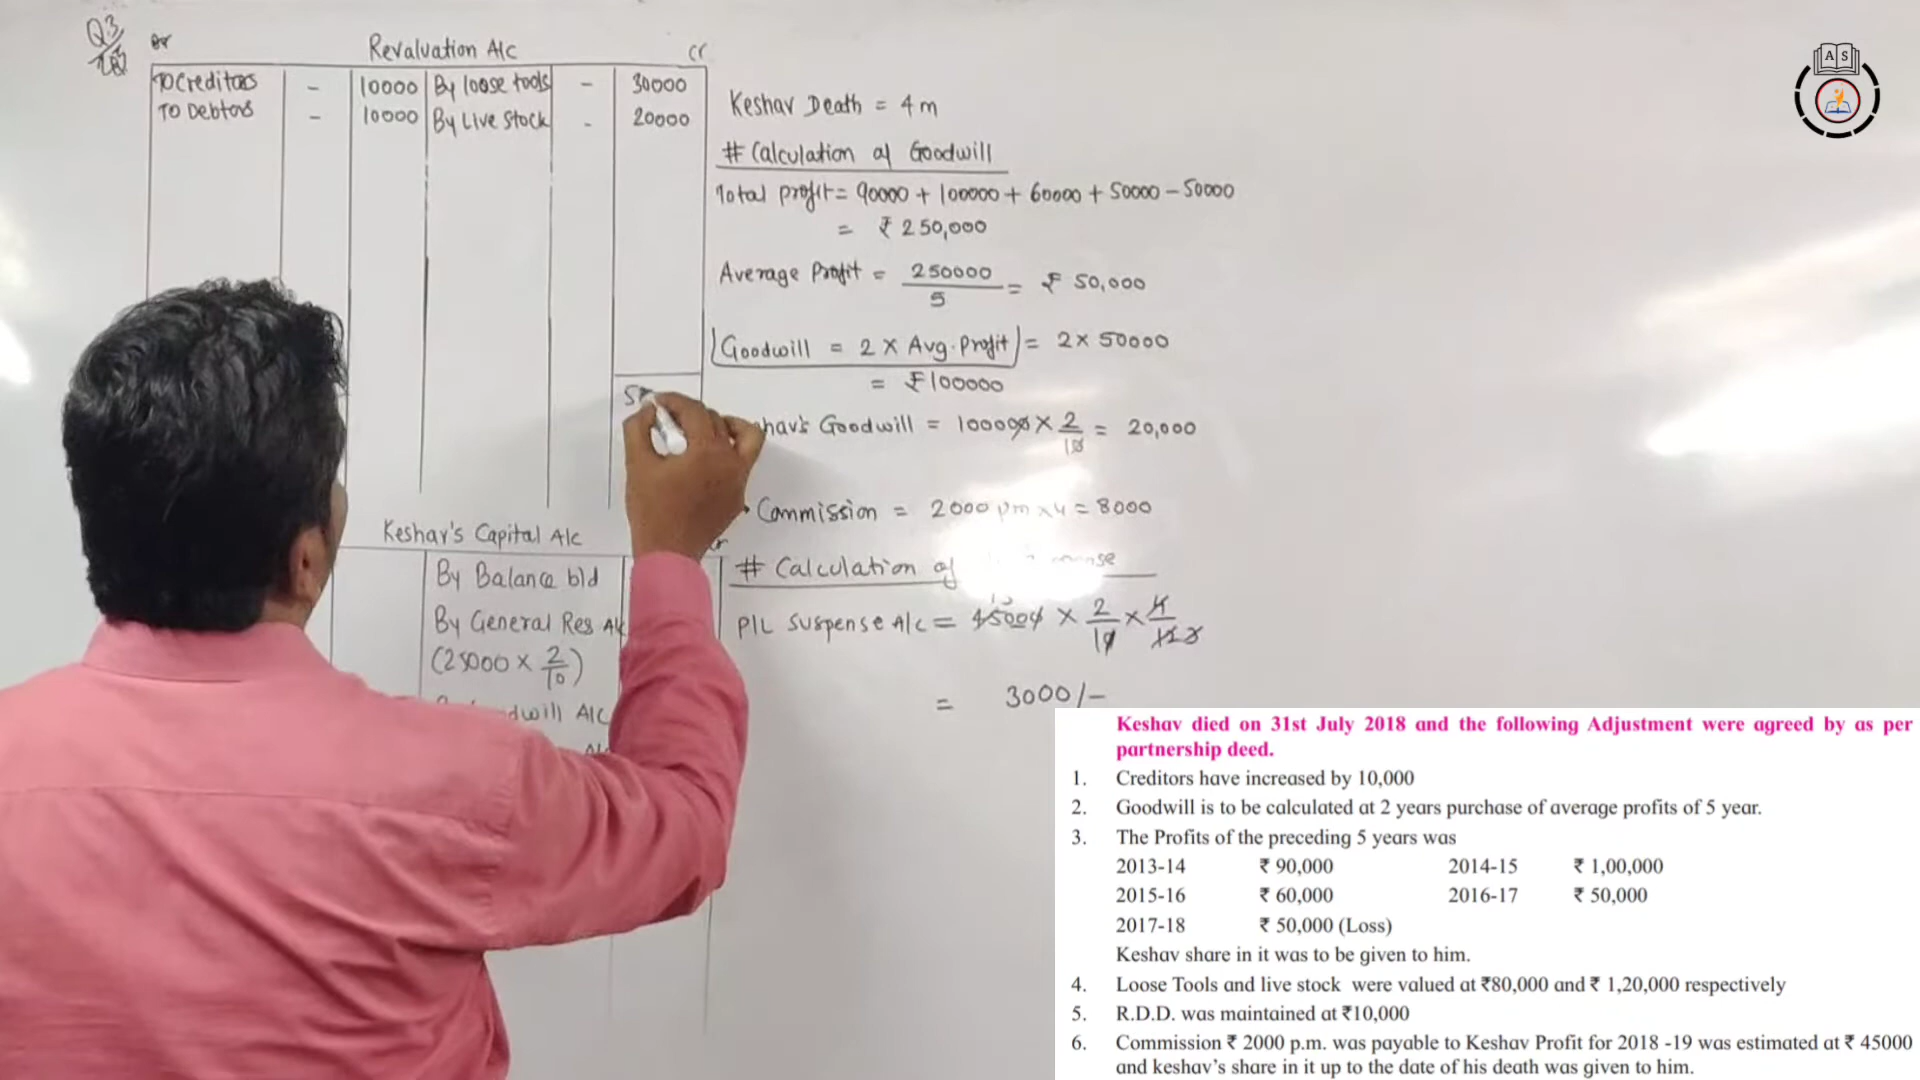 Q3
Dr Revaluation A/c Cr
To Creditors - 10000 By loose tools - 30000
To Debtors - 10000 By Live Stock - 20000
Keshav's Capital A/c
Cr
By Balance b/d
By General Res A/c
(25000 × 2/10)
A/C
Keshav Death = 4m
# Calculation of Goodwill
Total profit = 90000 + 100000 + 60000 + 50000 - 50000
= ₹ 250,000
Average Profit = 250000/5 = ₹ 50,000
Goodwill = 2 × Avg. Profit = 2 × 50000
= ₹ 100000
Goodwill = 100000 × 2/10 = 20,000
Commission = 2000 pm × 4 = 8000
# Calculation of
P/L Suspense A/c = 45000 × 2/10 × 4/12
= 3000/-
AS
Keshav died on 31st July 2018 and the following Adjustment were agreed by as per
partnership deed.
1. Creditors have increased by 10,000
2. Goodwill is to be calculated at 2 years purchase of average profits of 5 year.
3. The Profits of the preceding 5 years was
2013-14 ₹ 90,000 2014-15 ₹ 1,00,000
2015-16 ₹ 60,000 2016-17 ₹ 50,000
2017-18 ₹ 50,000 (Loss)
Keshav share in it was to be given to him.
4. Loose Tools and live stock were valued at ₹80,000 and ₹ 1,20,000 respectively
5. R.D.D. was maintained at ₹10,000
6. Commission ₹ 2000 p.m. was payable to Keshav Profit for 2018 -19 was estimated at ₹ 45000
and keshav's share in it up to the date of his death was given to him.